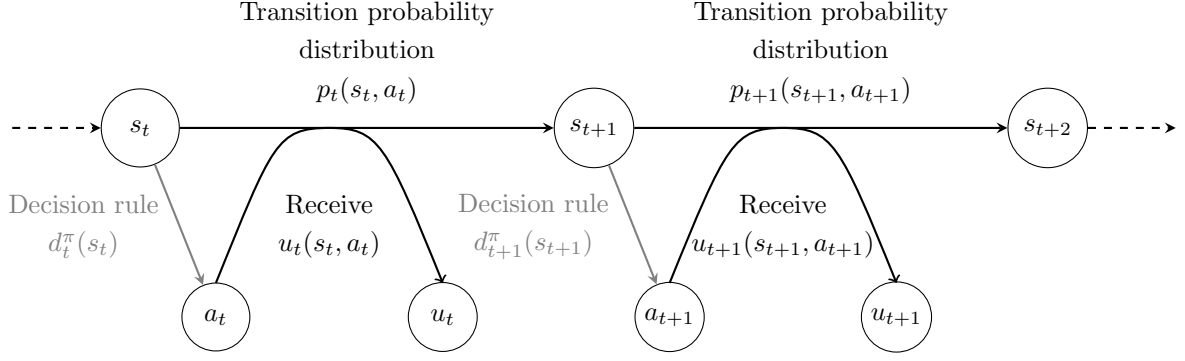 Transition probability
distribution
p_t(s_t, a_t)
Transition probability
distribution
p_{t+1}(s_{t+1}, a_{t+1})
s_t
s_{t+1}
s_{t+2}
Decision rule
d_t^π(s_t)
Receive
u_t(s_t, a_t)
Decision rule
d_{t+1}^π(s_{t+1})
Receive
u_{t+1}(s_{t+1}, a_{t+1})
a_t
u_t
a_{t+1}
u_{t+1}